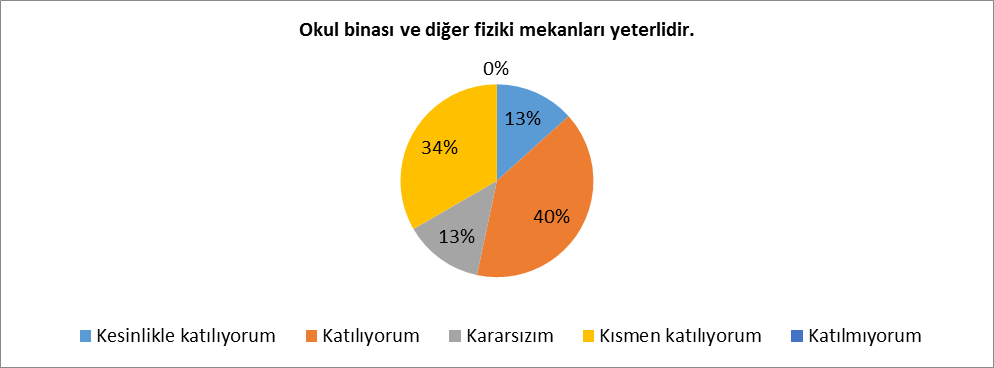 Okul binası ve diğer fiziki mekanları yeterlidir.
0%
13%
34%
40%
13%
Kesinlikle katılıyorum Katılıyorum Kararsızım Kısmen katılıyorum Katılmıyorum